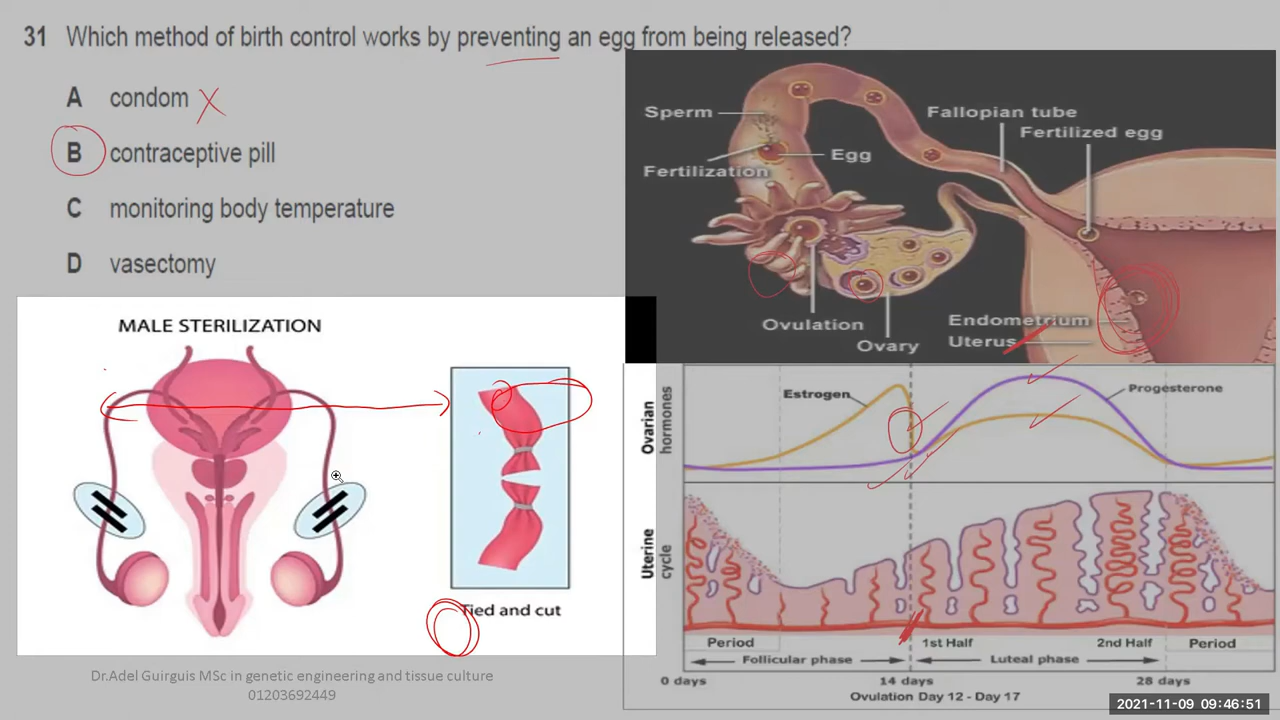 31 Which method of birth control works by preventing an egg from being released?
A condom
B contraceptive pill
C monitoring body temperature
D vasectomy
MALE STERILIZATION
Tied and cut
Sperm
Fallopian tube
Fertilized egg
Egg
Fertilization
Ovulation
Ovary
Endometrium
Uterus
Ovarian
hormones
Estrogen
Progesterone
Uterine
cycle
Period
1st Half
2nd Half
Period
Follicular phase
Luteal phase
0 days
14 days
28 days
Ovulation Day 12 - Day 17
Dr.Adel Guirguis MSc in genetic engineering and tissue culture
01203692449
2021-11-09 09:46:51